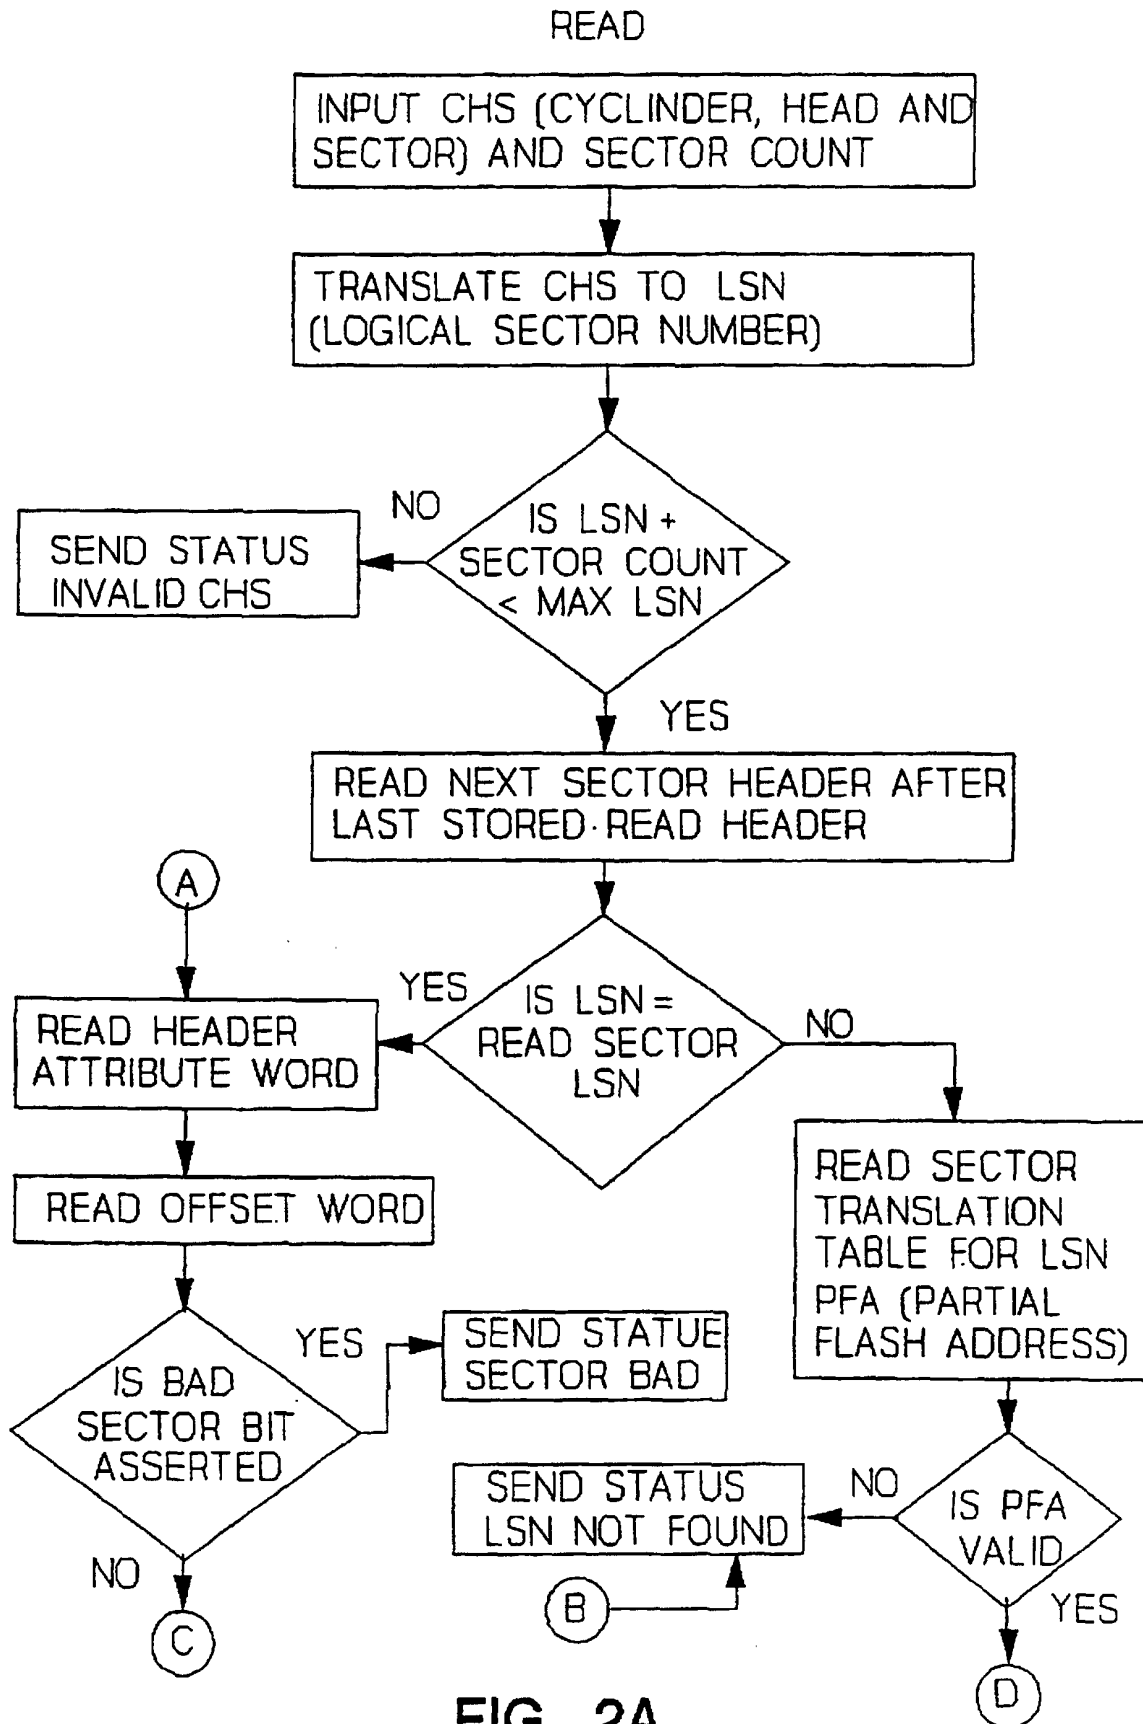 READ
INPUT CHS (CYCLINDER, HEAD AND
SECTOR) AND SECTOR COUNT
TRANSLATE CHS TO LSN
(LOGICAL SECTOR NUMBER)
NO
IS LSN +
SECTOR COUNT
< MAX LSN
SEND STATUS
INVALID CHS
YES
READ NEXT SECTOR HEADER AFTER
LAST STORED READ HEADER
A
YES
IS LSN =
READ SECTOR
LSN
NO
READ HEADER
ATTRIBUTE WORD
READ OFFSET WORD
READ SECTOR
TRANSLATION
TABLE FOR LSN
PFA (PARTIAL
FLASH ADDRESS)
YES
SEND STATUE
SECTOR BAD
IS BAD
SECTOR BIT
ASSERTED
SEND STATUS
LSN NOT FOUND
NO
IS PFA
VALID
NO
B
YES
C
D
FIG. 2A